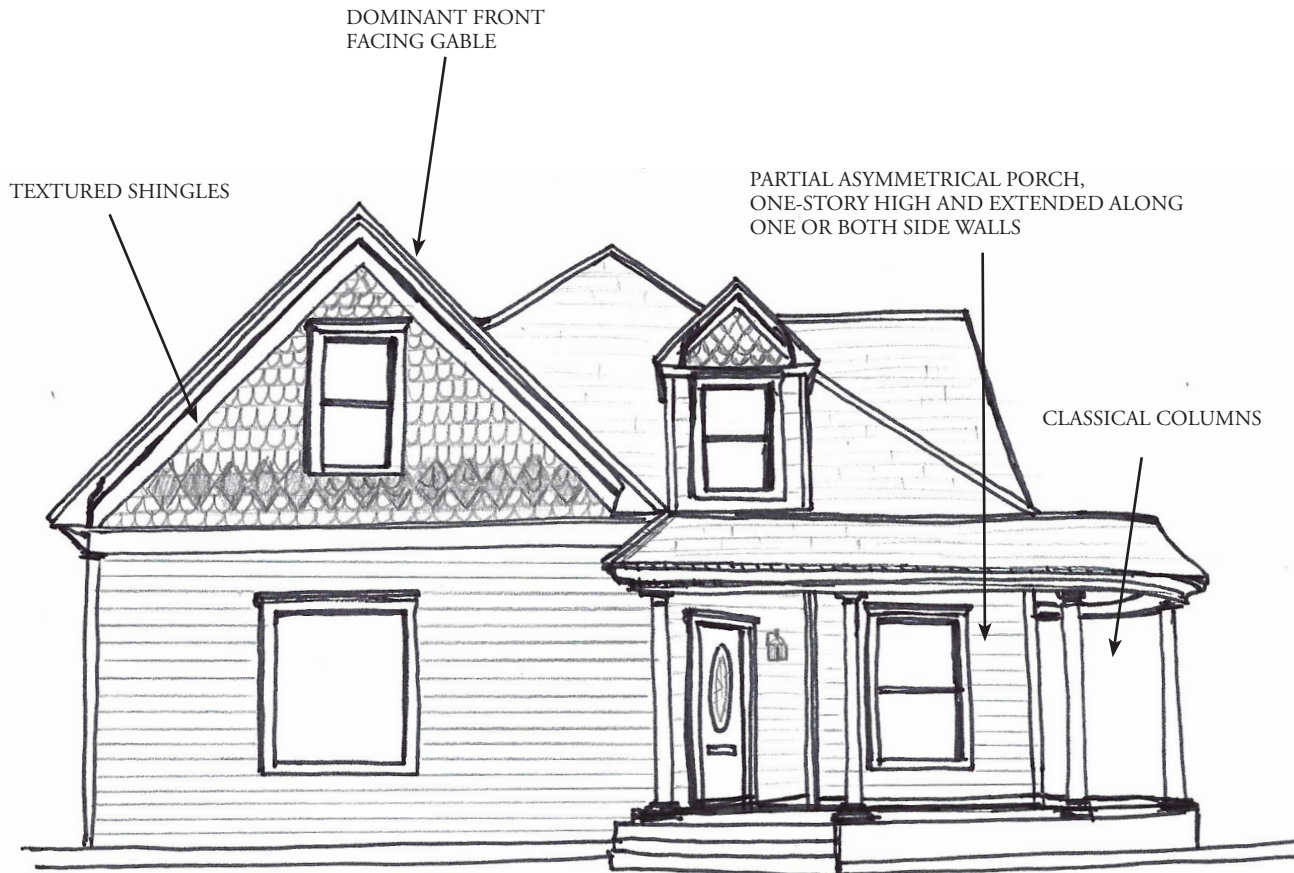 DOMINANT FRONT
FACING GABLE
TEXTURED SHINGLES
PARTIAL ASYMMETRICAL PORCH,
ONE-STORY HIGH AND EXTENDED ALONG
ONE OR BOTH SIDE WALLS
CLASSICAL COLUMNS